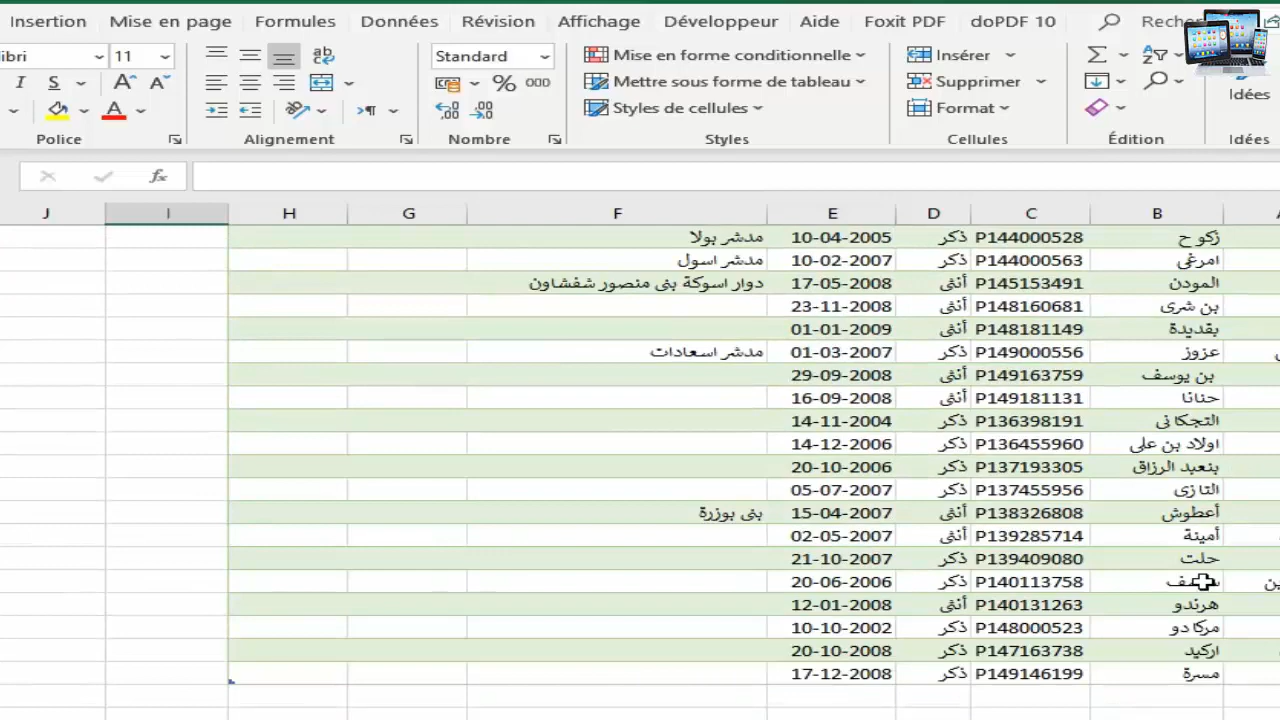 Insertion Mise en page Formules Données Révision Affichage Développeur Aide Foxit PDF doPDF 10 Recher
libri 11 Standard Mise en forme conditionnelle Insérer Σ
I S A A % 000 Mettre sous forme de tableau Supprimer
A Styles de cellules Format Idées
Police Alignement Nombre Styles Cellules Édition Idées
fx
J I H G F E D C B A
مدشر بولا 10-04-2005 ذكر P144000528 زكو ح
مدشر اسول 10-02-2007 ذكر P144000563 امرغي
دوار اسوكة بني منصور شفشاون 17-05-2008 أنثى P145153491 المودن
23-11-2008 أنثى P148160681 بن شرى
01-01-2009 أنثى P148181149 بقديدة
مدشر اسعادات 01-03-2007 ذكر P149000556 عزوز
29-09-2008 أنثى P149163759 بن يوسف
16-09-2008 أنثى P149181131 حنانا
14-11-2004 ذكر P136398191 التجكاني
14-12-2006 ذكر P136455960 اولاد بن علي
20-10-2006 ذكر P137193305 بنعبد الرزاق
05-07-2007 ذكر P137455956 التازي
بني بوزرة 15-04-2007 أنثى P138326808 أعطوش
02-05-2007 أنثى P139285714 أمينة
21-10-2007 ذكر P139409080 حلت
20-06-2006 ذكر P140113758
12-01-2008 أنثى P140131263 هرندو
10-10-2002 ذكر P148000523 مركادو
20-10-2008 ذكر P147163738 اركيد
17-12-2008 ذكر P149146199 مسرة